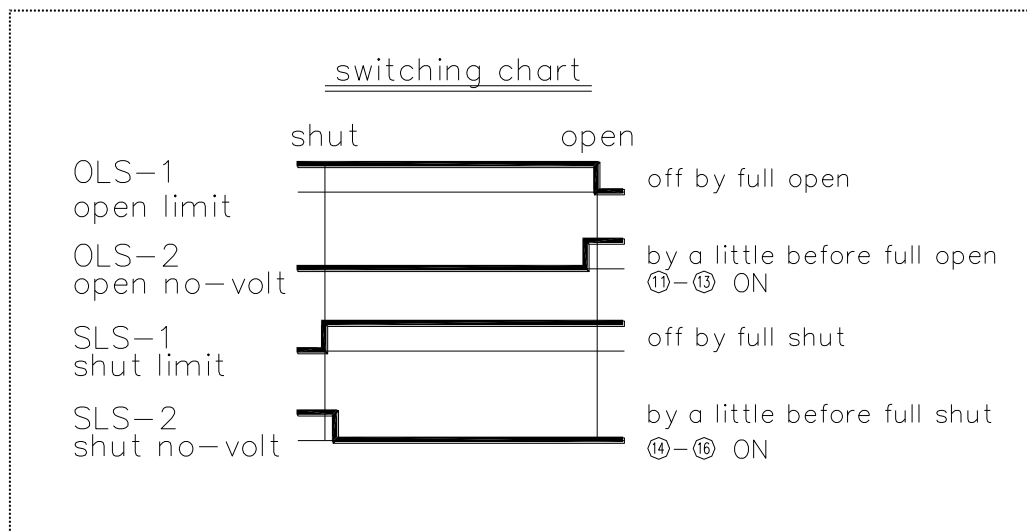 switching chart
shut open
OLS-1
open limit
off by full open
OLS-2
open no-volt
by a little before full open
⑪-⑬ ON
SLS-1
shut limit
off by full shut
SLS-2
shut no-volt
by a little before full shut
⑭-⑯ ON